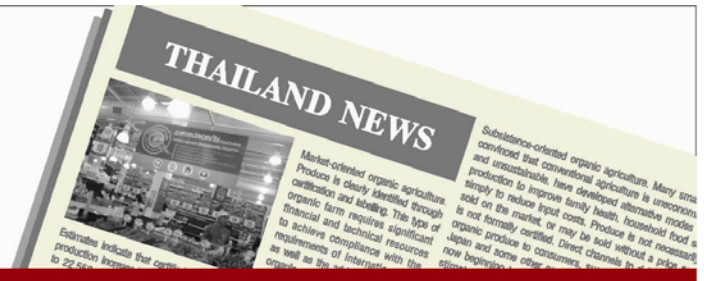 THAILAND NEWS
Estimates indicate that
production
to
Market-oriented organic agriculture.
Produce is clearly identified through
certification and labelling. This type of
organic farm requires significant
financial and technical resources
to achieve compliance with the
requirements of
as well as the
Subsistence-oriented organic agriculture. Many
convinced that conventional agriculture is
and unsustainable, have developed alternative modes
production to improve family health, household food
simply to reduce input costs. Produce is not necessarily
sold on the market, or may be sold without a price
is not formally certified. Direct channels to
organic produce to consumers,
Japan and some other
now beginning